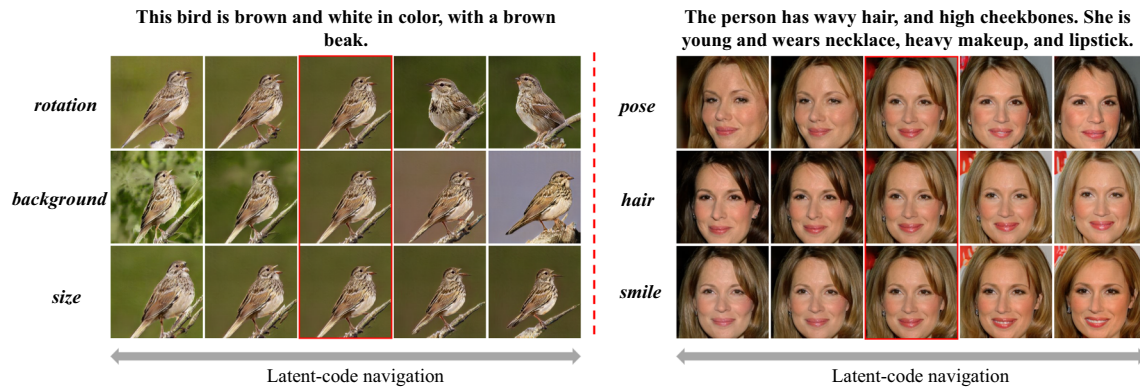 This bird is brown and white in color, with a brown
beak.
rotation
background
size
Latent-code navigation
The person has wavy hair, and high cheekbones. She is
young and wears necklace, heavy makeup, and lipstick.
pose
hair
smile
Latent-code navigation